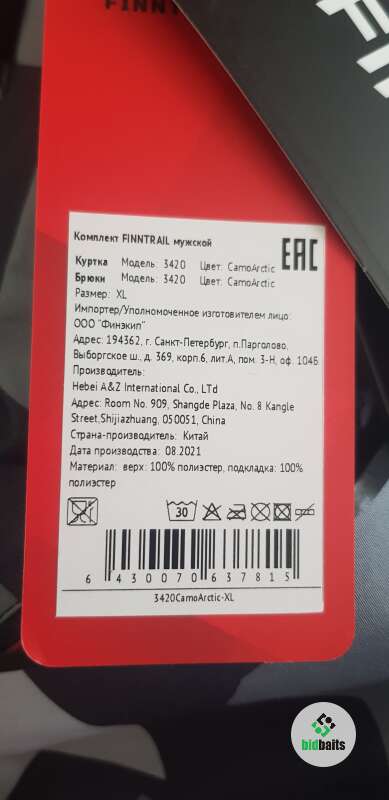 FINNT
FI
Комплект FINNTRAIL мужской
EAC
Куртка Модель: 3420 Цвет: CamoArctic
Брюки Модель: 3420 Цвет: CamoArctic
Размер: XL
Импортер/Уполномоченное изготовителем лицо:
ООО "Финэкип"
Адрес: 194362, г. Санкт-Петербург, п.Парголово,
Выборгское ш., д. 369, корп.6, лит.А, пом. 3-Н, оф. 104Б
Производитель:
Hebei A&Z International Co., LTd
Адрес: Room No. 909, Shangde Plaza, No. 8 Kangle
Street,Shijiazhuang, 050051, China
Страна-производитель: Китай
Дата производства: 08.2021
Материал: верх: 100% полиэстер, подкладка: 100%
полиэстер
30
6 430070 637815
3420CamoArctic-XL
bidbaits